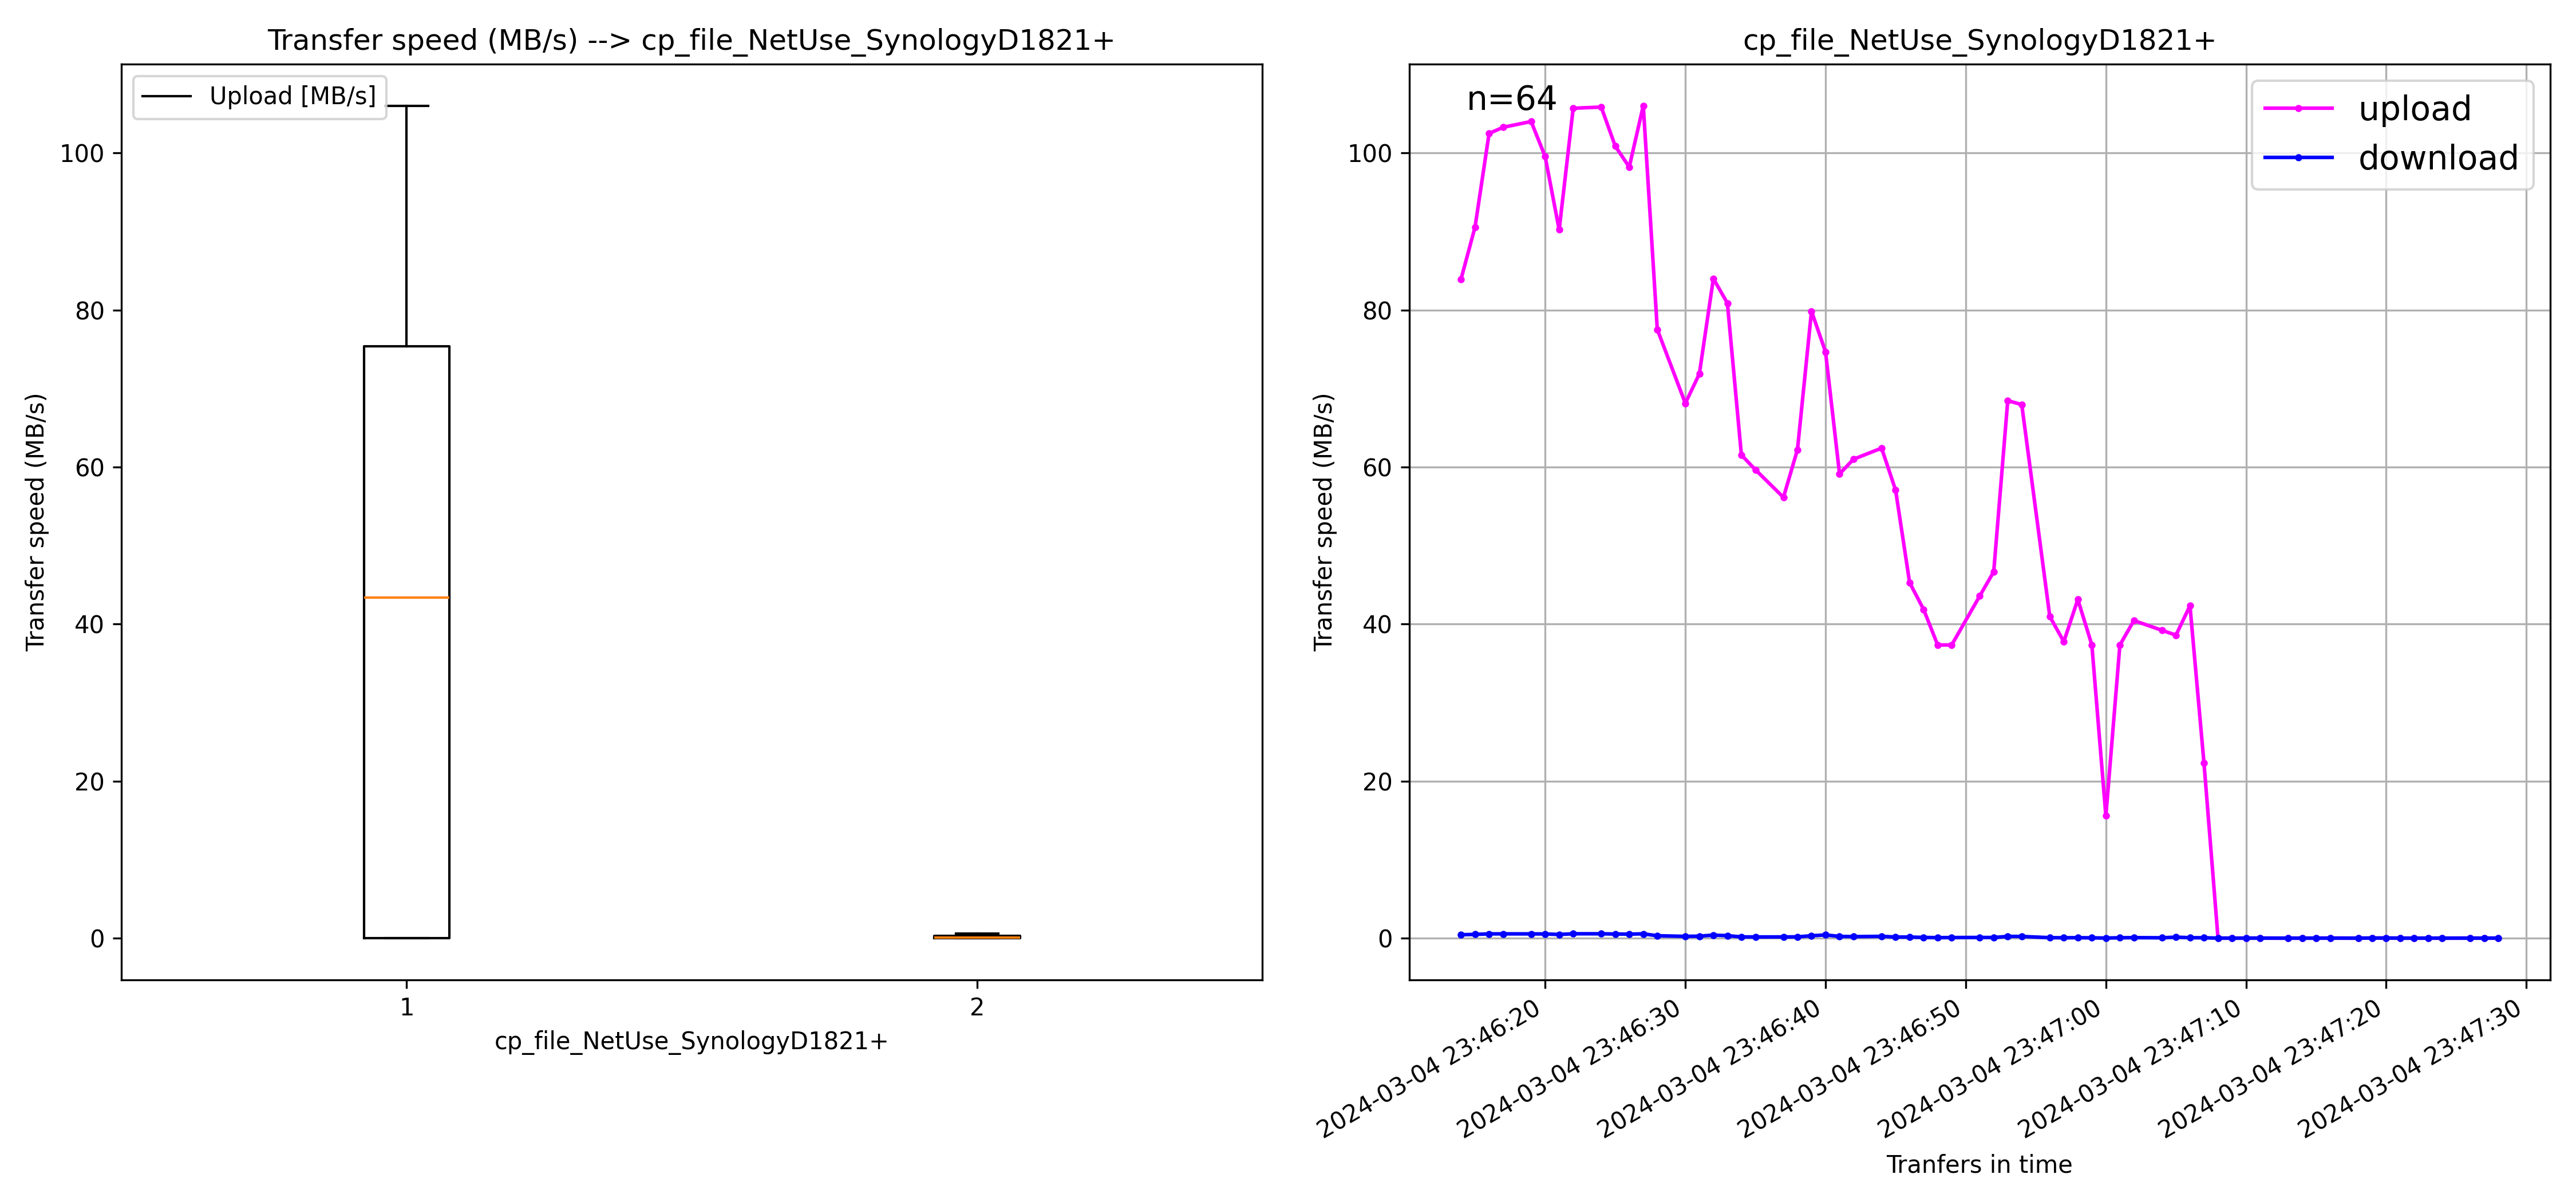 Transfer speed (MB/s) --> cp_file_NetUse_SynologyD1821+
Upload [MB/s]
100
80
60
40
20
0
Transfer speed (MB/s)
1
2
cp_file_NetUse_SynologyD1821+
cp_file_NetUse_SynologyD1821+
n=64
upload
download
100
80
60
40
20
0
Transfer speed (MB/s)
2024-03-04 23:46:20
2024-03-04 23:46:30
2024-03-04 23:46:40
2024-03-04 23:46:50
2024-03-04 23:47:00
2024-03-04 23:47:10
2024-03-04 23:47:20
2024-03-04 23:47:30
Tranfers in time